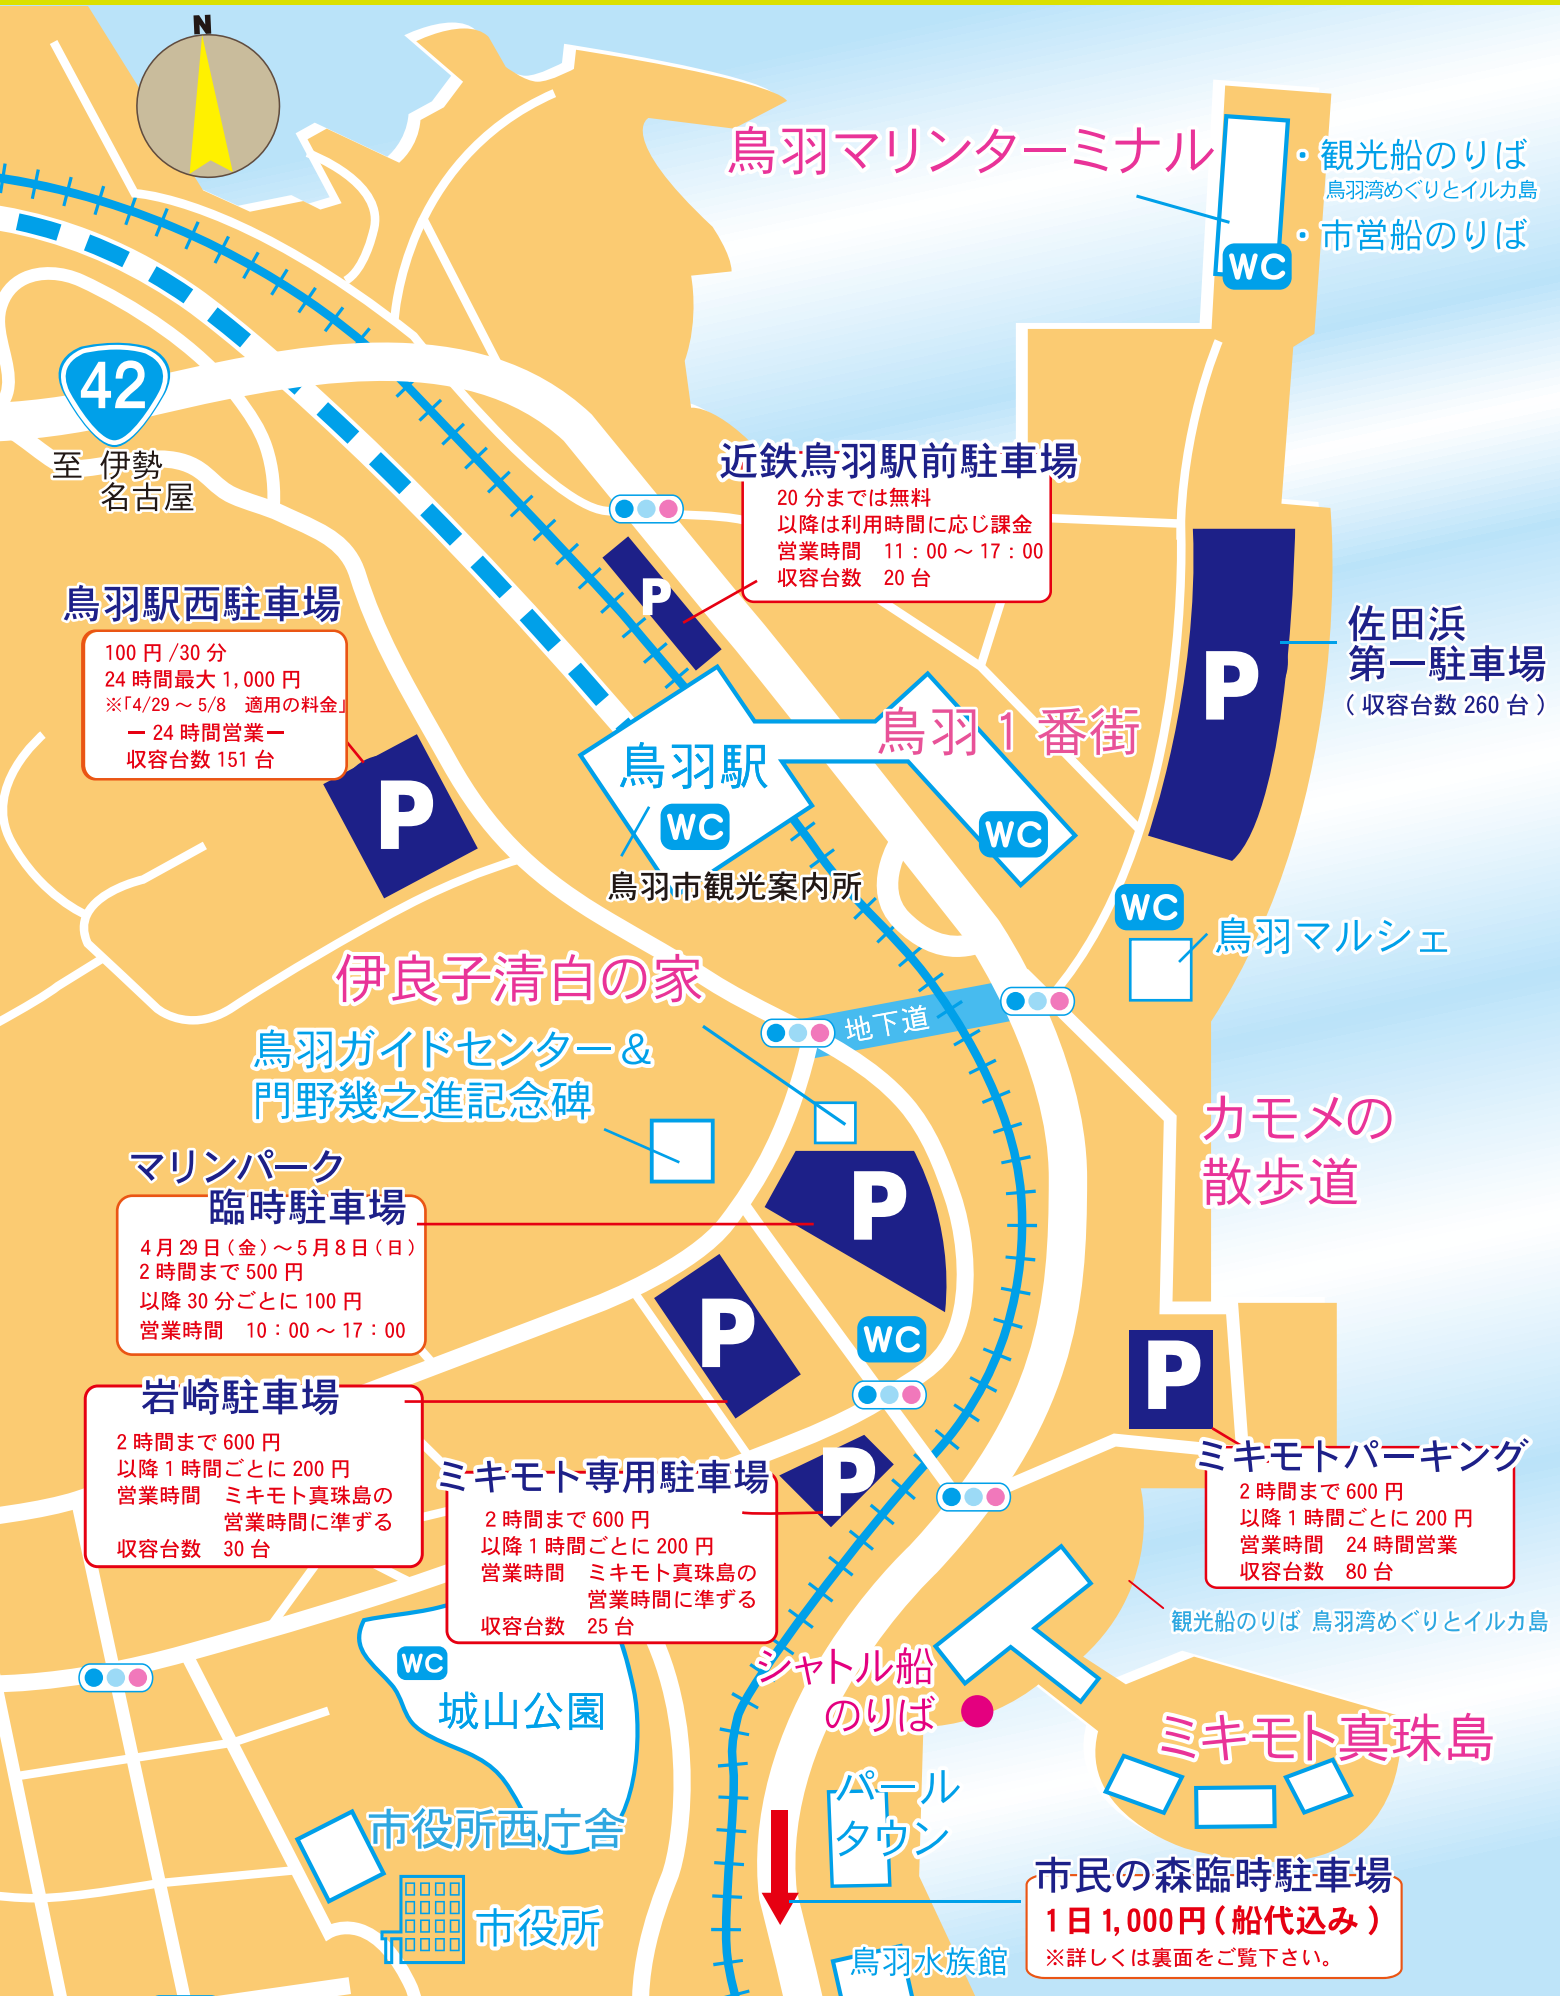 N
鳥羽マリンターミナル
・観光船のりば
鳥羽湾めぐりとイルカ島
・市営船のりば
WC
42
至 伊勢
名古屋
近鉄鳥羽駅前駐車場
20 分までは無料
以降は利用時間に応じ課金
営業時間 11：00 ～ 17：00
収容台数 20 台
P
鳥羽駅西駐車場
100 円 /30 分
24 時間最大 1,000 円
※「4/29 ～ 5/8 適用の料金」
ー 24 時間営業ー
収容台数 151 台
P
佐田浜
第一駐車場
（収容台数 260 台）
P
鳥羽１番街
WC
鳥羽駅
WC
鳥羽市観光案内所
WC
鳥羽マルシェ
伊良子清白の家
地下道
鳥羽ガイドセンター＆
門野幾之進記念碑
カモメの
散歩道
マリンパーク
臨時駐車場
4 月 29 日（金）～ 5 月 8 日（日）
2 時間まで 500 円
以降 30 分ごとに 100 円
営業時間 10：00 ～ 17：00
P
P
WC
岩崎駐車場
2 時間まで 600 円
以降 1 時間ごとに 200 円
営業時間 ミキモト真珠島の
営業時間に準ずる
収容台数 30 台
ミキモト専用駐車場
2 時間まで 600 円
以降 1 時間ごとに 200 円
営業時間 ミキモト真珠島の
営業時間に準ずる
収容台数 25 台
P
P
ミキモトパーキング
2 時間まで 600 円
以降 1 時間ごとに 200 円
営業時間 24 時間営業
収容台数 80 台
観光船のりば 鳥羽湾めぐりとイルカ島
WC
城山公園
シャトル船
のりば
ミキモト真珠島
パール
タウン
市役所西庁舎
市役所
市民の森臨時駐車場
1 日 1,000 円（船代込み）
※詳しくは裏面をご覧下さい。
鳥羽水族館